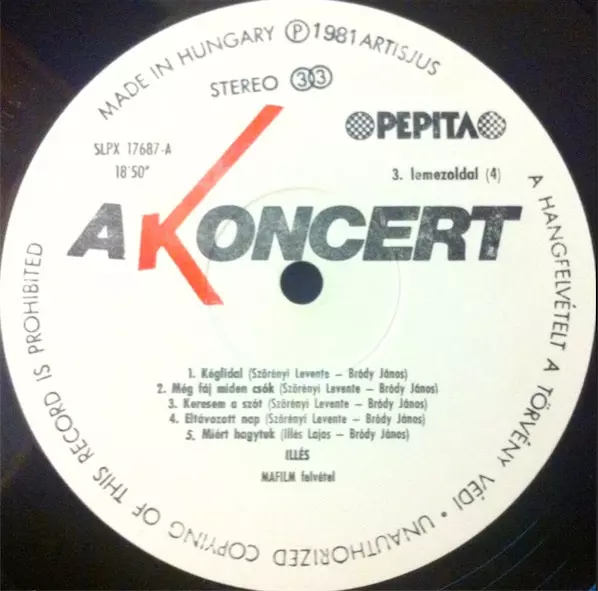 MADE IN HUNGARY Ⓟ 1981 ARTISJUS
STEREO 33
PEPITA
SLPX 17687-A
18'50"
3. lemezoldal (4)
A KONCERT
1. Kéglidal (Szörényi Levente – Bródy János)
2. Még fáj miden csók (Szörényi Levente – Bródy János)
3. Keresem a szót (Szörényi Levente – Bródy János)
4. Eltávozott nap (Szörényi Levente – Bródy János)
5. Miért hagytuk (Illés Lajos – Bródy János)
ILLÉS
MAFILM felvétel
A HANGFELVÉTELT A TÖRVÉNY VÉDI • UNAUTHORIZED COPYING OF THIS RECORD IS PROHIBITED